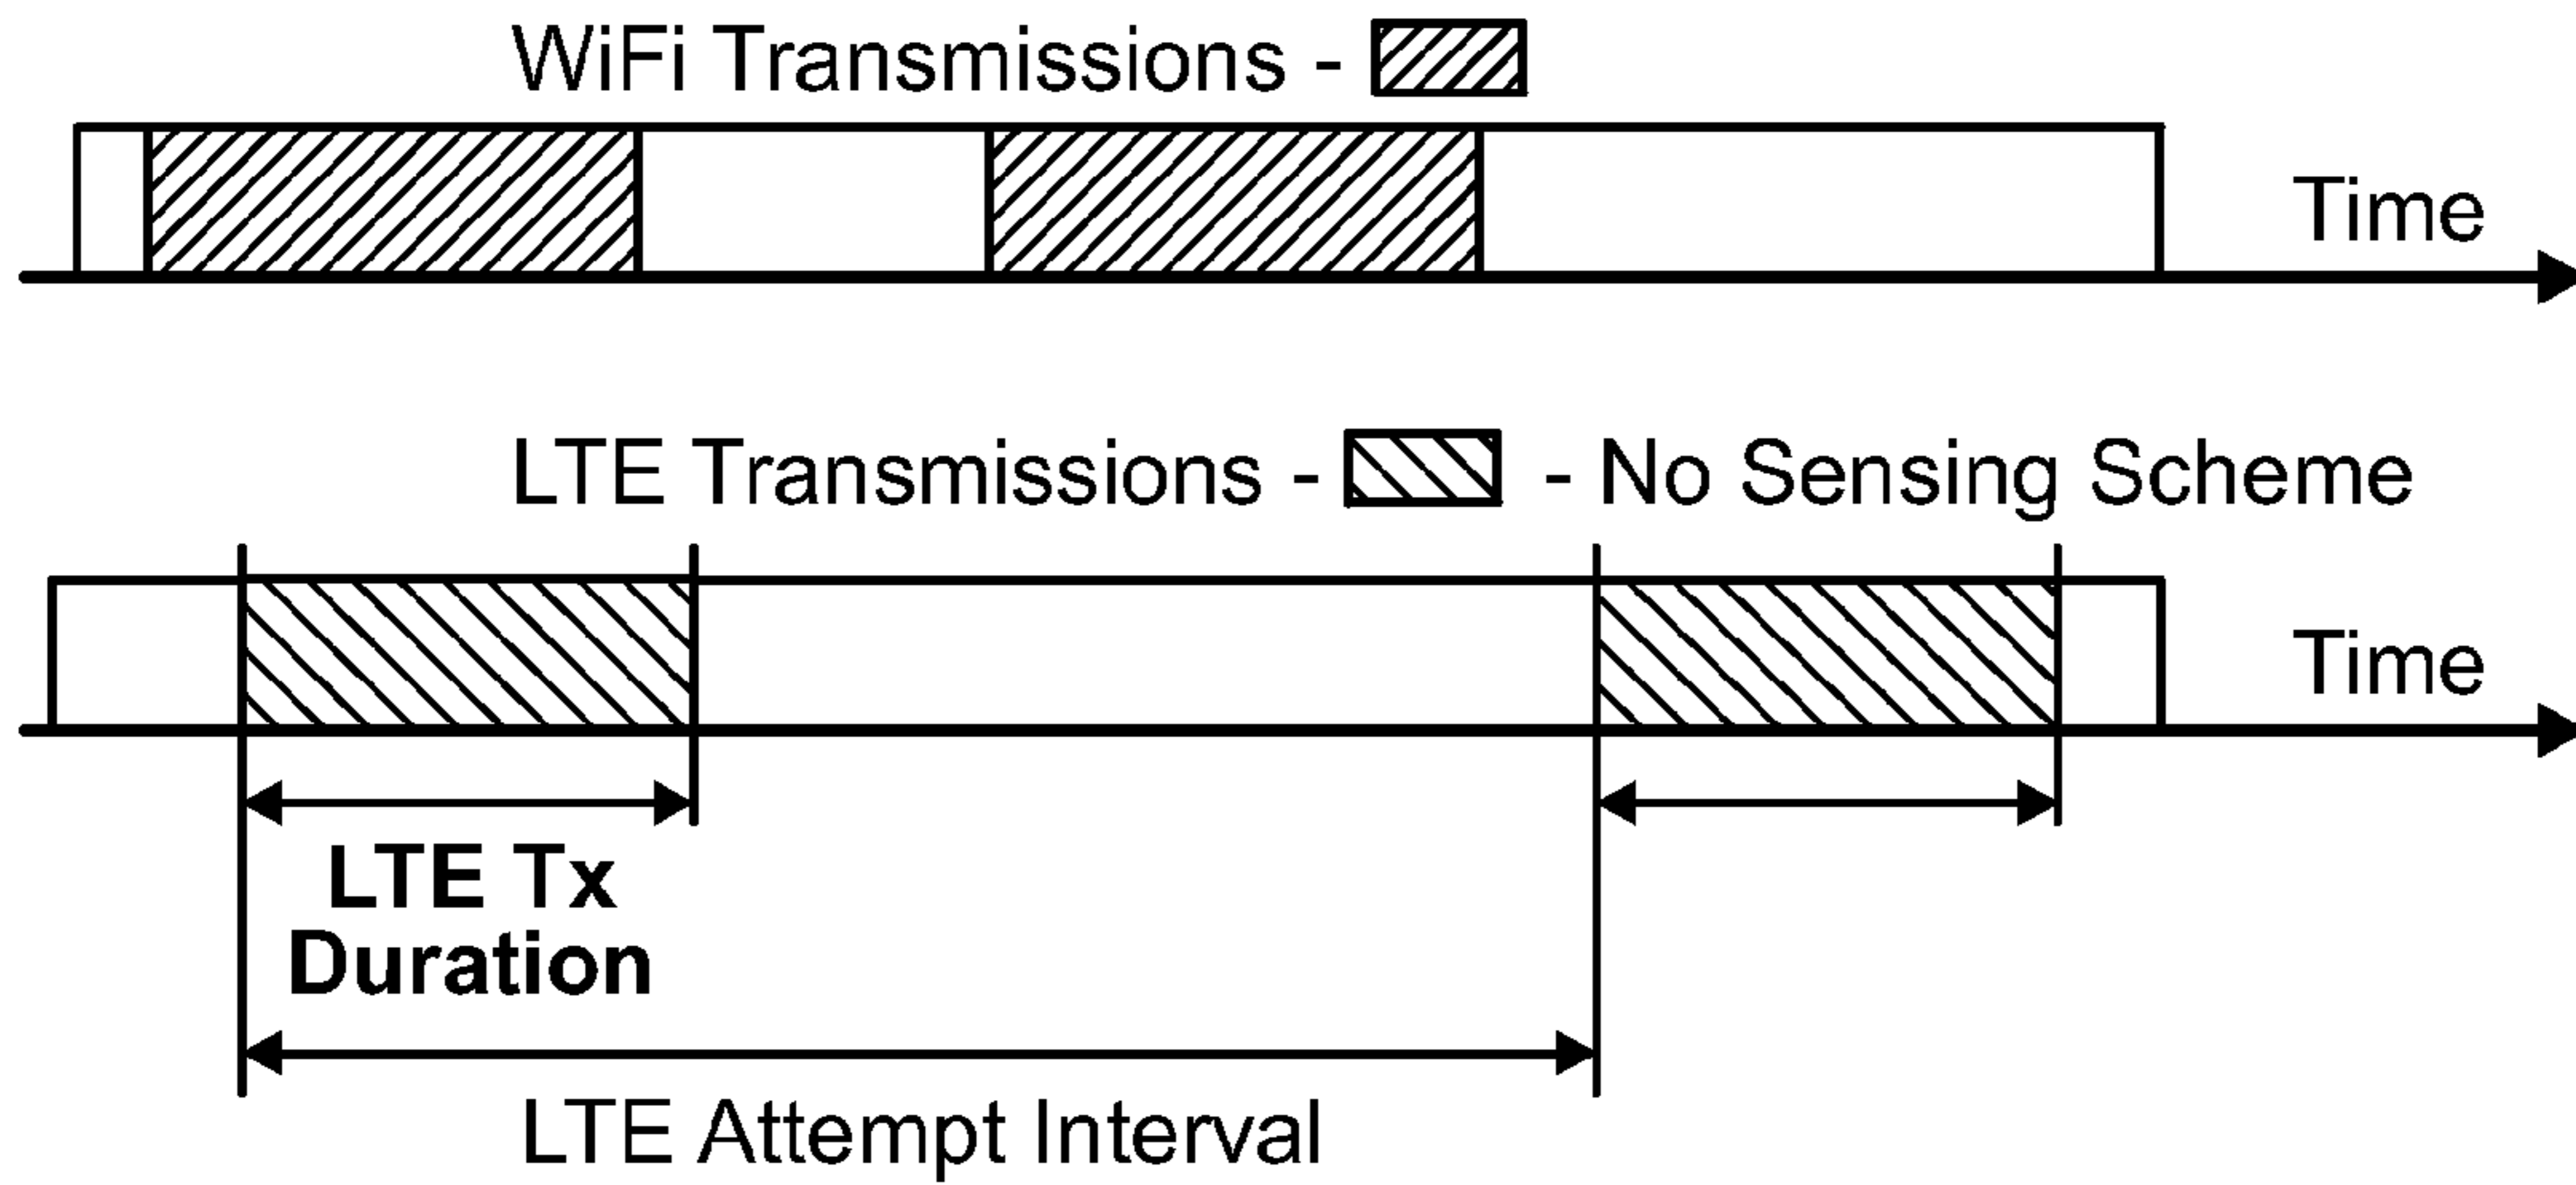 WiFi Transmissions -
Time
LTE Transmissions - - No Sensing Scheme
Time
LTE Tx
Duration
LTE Attempt Interval